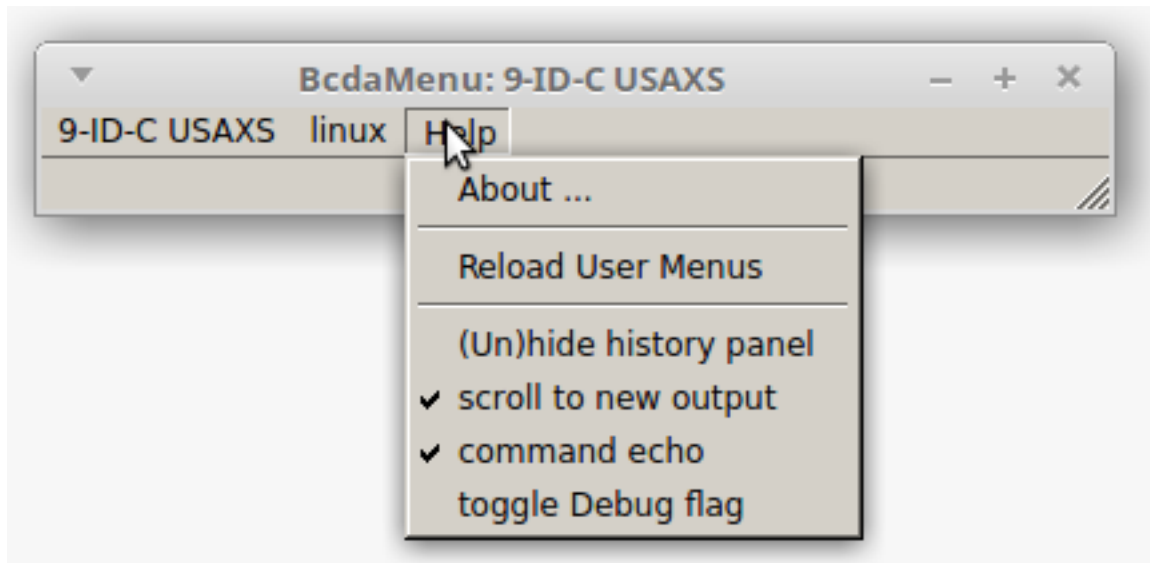 BcdaMenu: 9-ID-C USAXS
9-ID-C USAXS linux Help
About ...
Reload User Menus
(Un)hide history panel
scroll to new output
command echo
toggle Debug flag